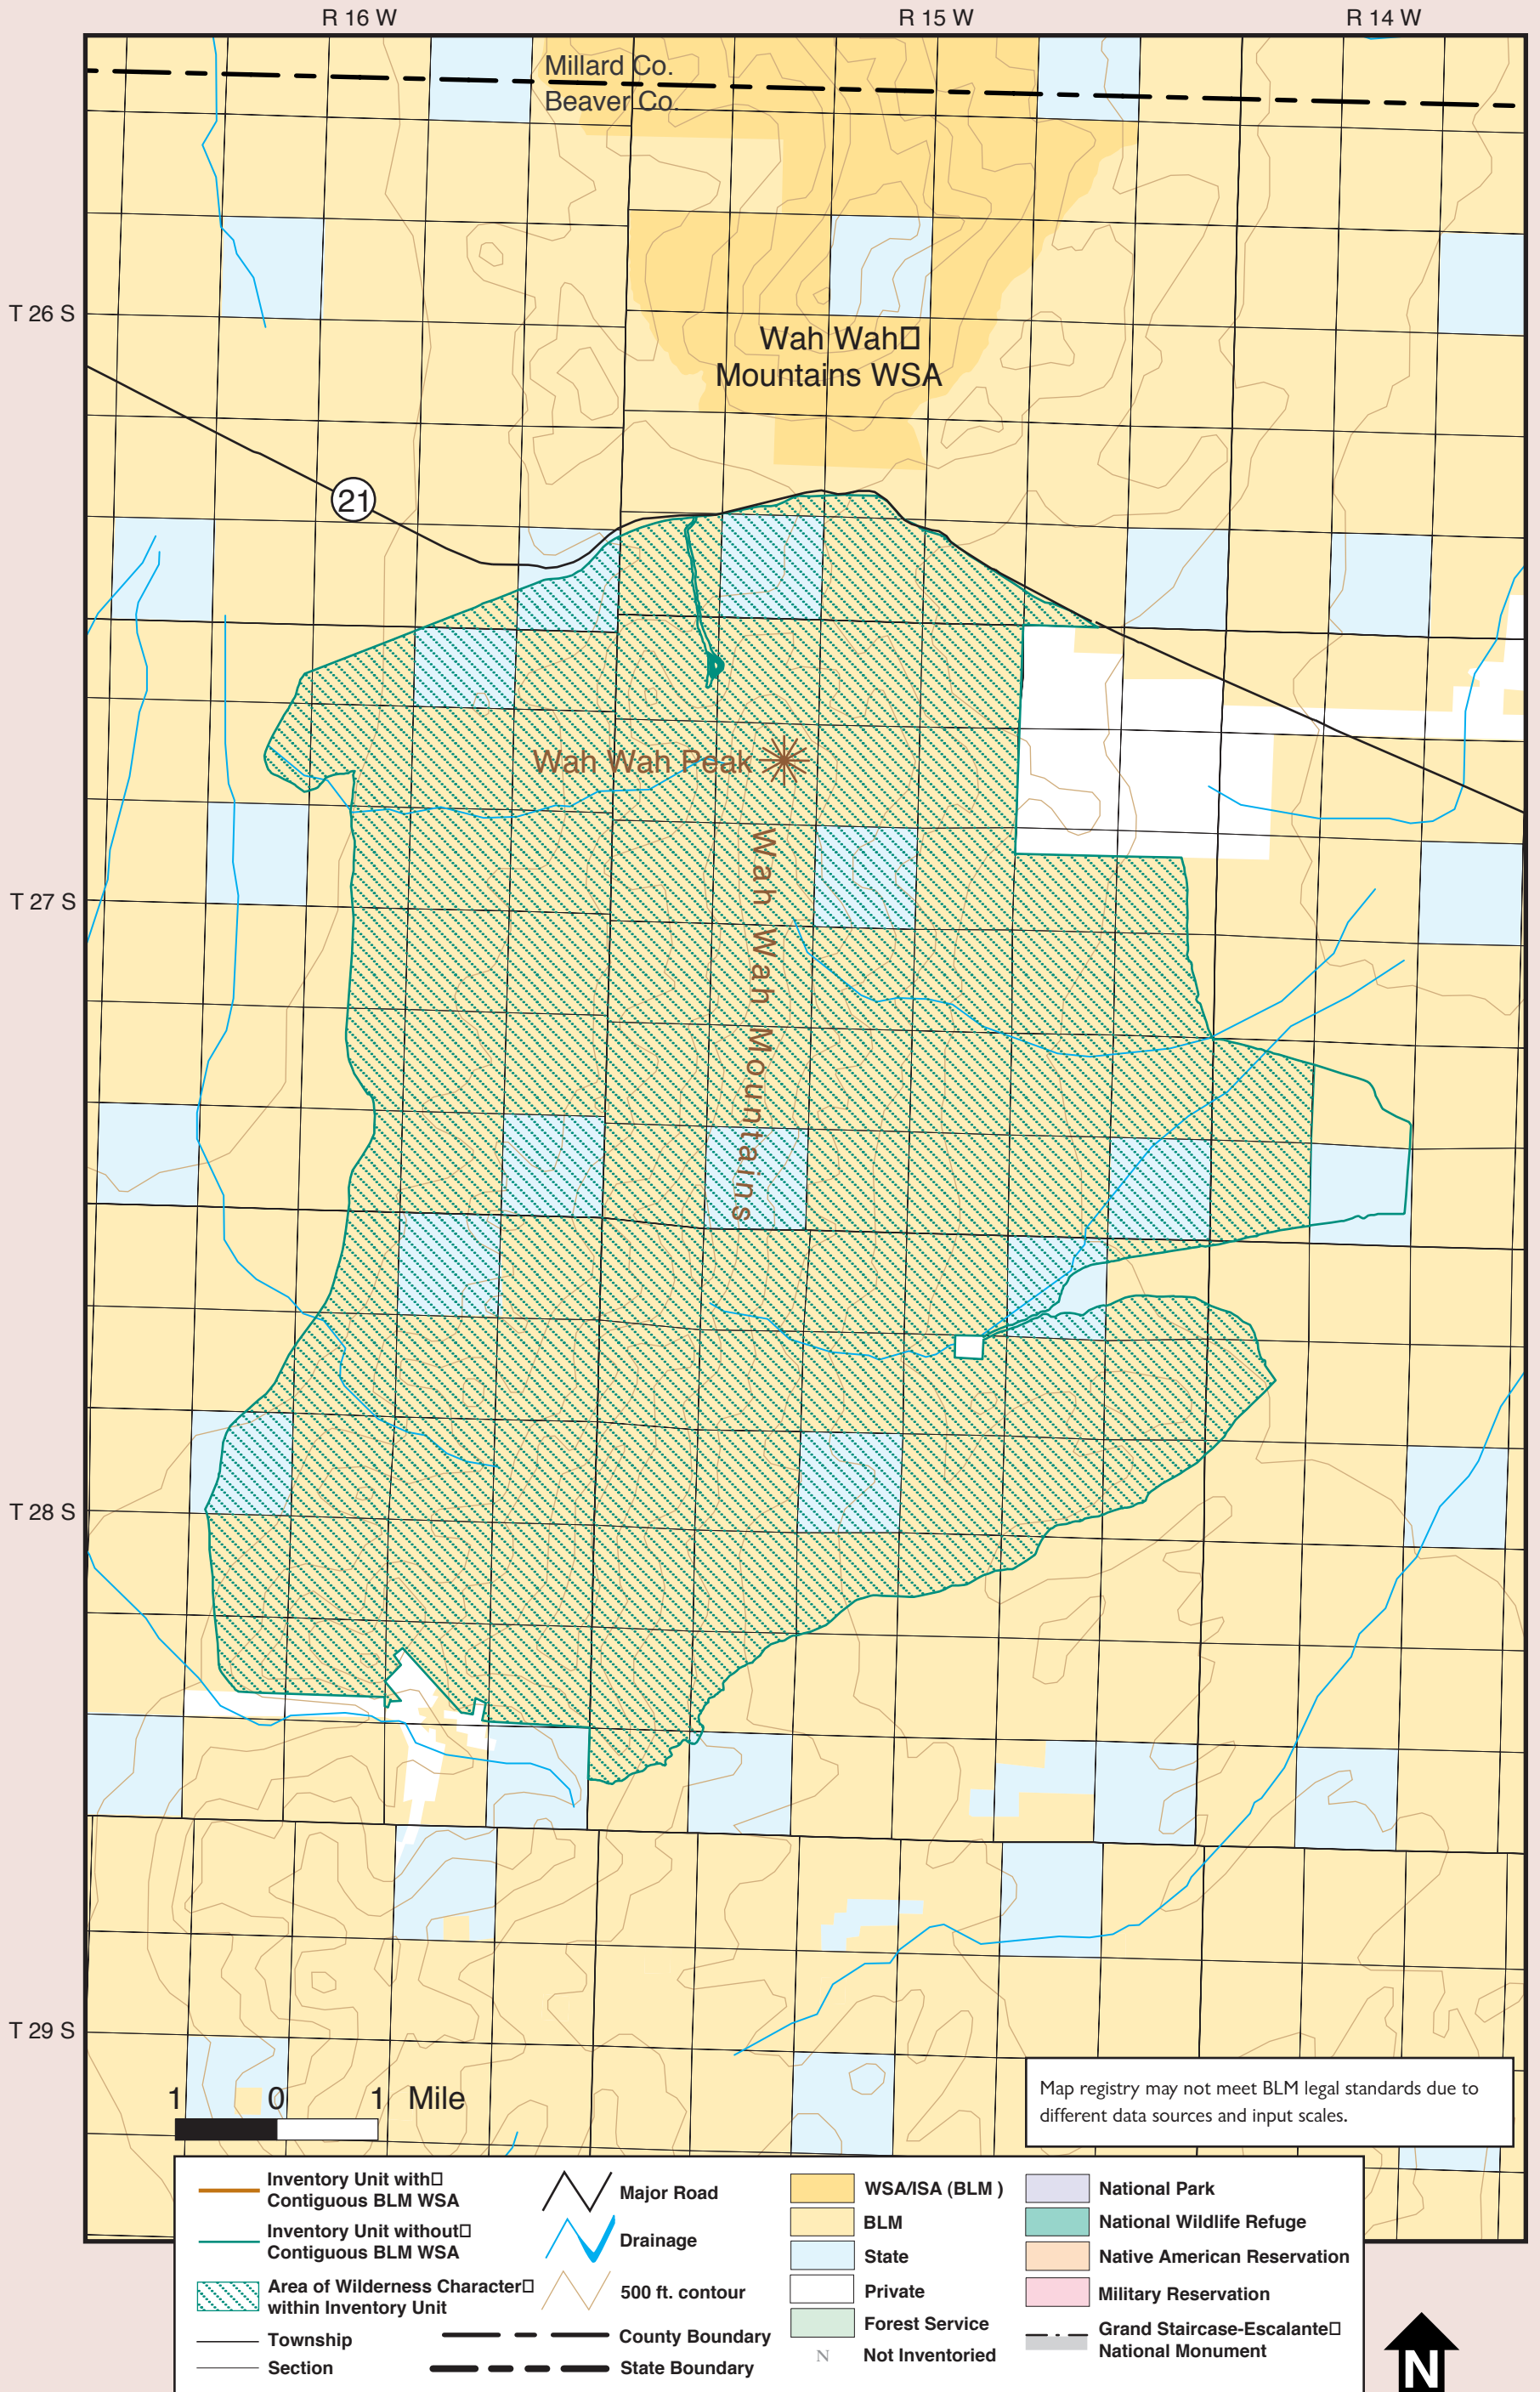 R 16 W
R 15 W
R 14 W
Millard Co.
Beaver Co.
T 26 S
Wah Wah
Mountains WSA
21
Wah Wah Peak
Wah Wah Mountains
T 27 S
T 28 S
T 29 S
1 0 1 Mile
Map registry may not meet BLM legal standards due to
different data sources and input scales.
Inventory Unit with
Contiguous BLM WSA
Inventory Unit without
Contiguous BLM WSA
Area of Wilderness Character
within Inventory Unit
Township
Section
Major Road
Drainage
500 ft. contour
County Boundary
State Boundary
WSA/ISA (BLM )
BLM
State
Private
Forest Service
N Not Inventoried
National Park
National Wildlife Refuge
Native American Reservation
Military Reservation
Grand Staircase-Escalante
National Monument
N